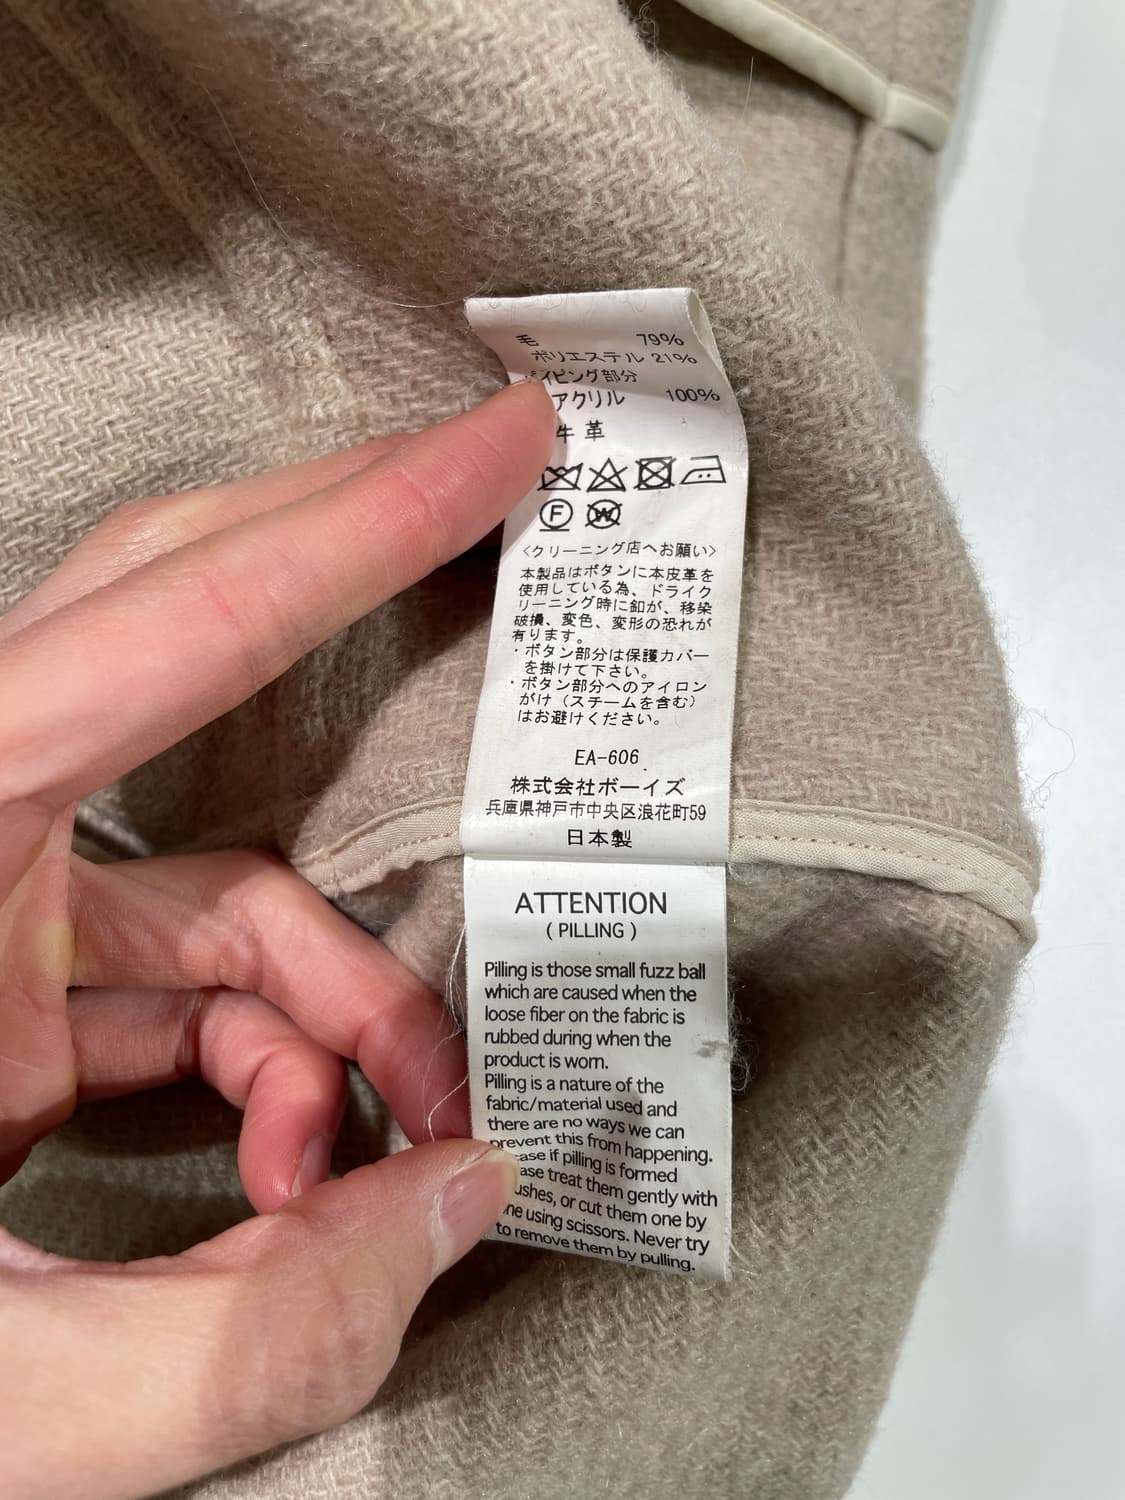 毛 79%
ポリエステル 21%
パイピング部分
アクリル 100%
牛革
F W
<クリーニング店へお願い>
本製品はボタンに本皮革を
使用している為、ドライク
リーニング時に釦が、移染
破損、変色、変形の恐れが
有ります。
・ボタン部分は保護カバー
を掛けて下さい。
・ボタン部分へのアイロン
がけ(スチームを含む)
はお避けください。
EA-606
株式会社ボーイズ
兵庫県神戸市中央区浪花町59
日本製
ATTENTION
( PILLING )
Pilling is those small fuzz ball
which are caused when the
loose fiber on the fabric is
rubbed during when the
product is worn.
Pilling is a nature of the
fabric/material used and
there are no ways we can
prevent this from happening.
case if pilling is formed
ase treat them gently with
ushes, or cut them one by
ne using scissors. Never try
to remove them by pulling.